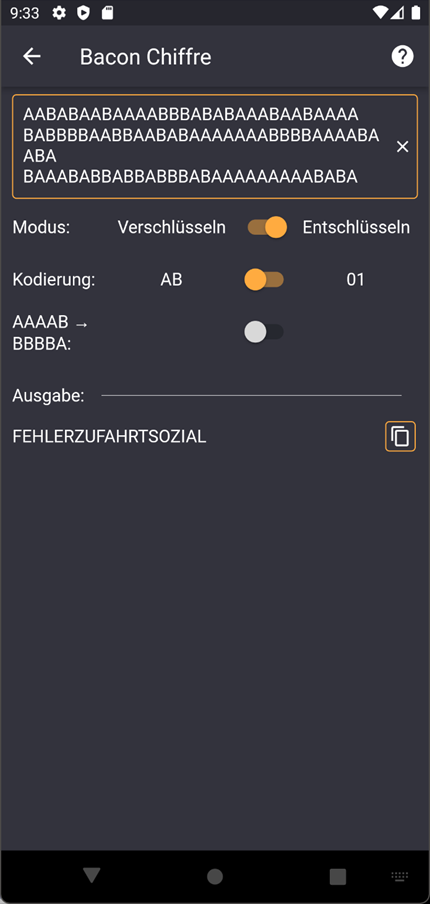 9:33
Bacon Chiffre
AABABAABAAAABBBABABAAABAABAAAA
BABBBBAABBAABABAAAAAAABBBBAAAABA
ABA
BAAABABBABBABBBABAAAAAAAAABABA
Modus: Verschlüsseln Entschlüsseln
Kodierung: AB 01
AAAAB →
BBBBA:
Ausgabe:
FEHLERZUFAHRTSOZIAL